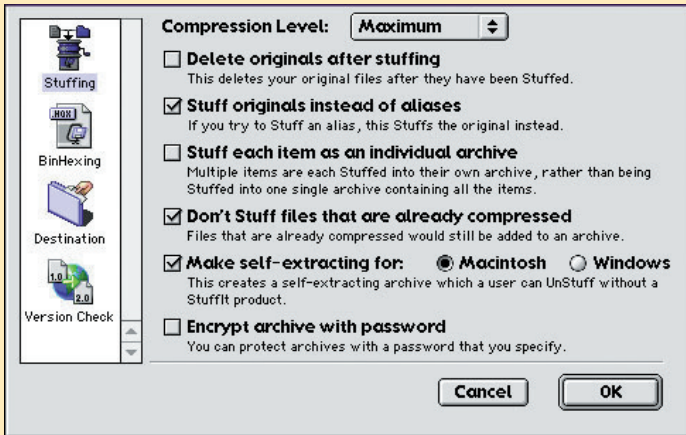 Stuffing
.HQX
BinHexing
Destination
1.0
2.0
Version Check
Compression Level: Maximum
Delete originals after stuffing
This deletes your original files after they have been Stuffed.
Stuff originals instead of aliases
If you try to Stuff an alias, this Stuffs the original instead.
Stuff each item as an individual archive
Multiple items are each Stuffed into their own archive, rather than being
Stuffed into one single archive containing all the items.
Don't Stuff files that are already compressed
Files that are already compressed would still be added to an archive.
Make self-extracting for: Macintosh Windows
This creates a self-extracting archive which a user can UnStuff without a
StuffIt product.
Encrypt archive with password
You can protect archives with a password that you specify.
Cancel OK